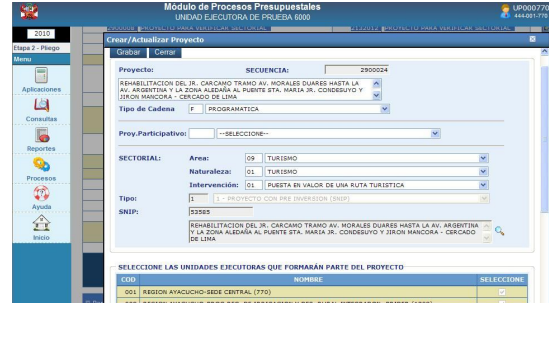 Módulo de Procesos Presupuestales
UNIDAD EJECUTORA DE PRUEBA 6000
UP000770
444-001-770
2010
Etapa 2 - Pliego
Menu
Aplicaciones
Consultas
Reportes
Procesos
Ayuda
Inicio
Crear/Actualizar Proyecto
Grabar Cerrar
Proyecto: SECUENCIA: 2900024
REHABILITACION DEL JR. CARCAMO TRAMO AV. MORALES DUARES HASTA LA
AV. ARGENTINA Y LA ZONA ALEDAÑA AL PUENTE STA. MARIA JR. CONDESUYO Y
JIRON MANCORA - CERCADO DE LIMA
Tipo de Cadena F PROGRAMATICA
Proy.Participativo: --SELECCIONE--
SECTORIAL: Area: 09 TURISMO
Naturaleza: 01 TURISMO
Intervención: 01 PUESTA EN VALOR DE UNA RUTA TURISTICA
Tipo: 1 1 - PROYECTO CON PRE INVERSION (SNIP)
SNIP: 53585
REHABILITACION DEL JR. CARCAMO TRAMO AV. MORALES DUARES HASTA LA AV. ARGENTINA
Y LA ZONA ALEDAÑA AL PUENTE STA. MARIA JR. CONDESUYO Y JIRON MANCORA - CERCADO
DE LIMA
SELECCIONE LAS UNIDADES EJECUTORAS QUE FORMARÁN PARTE DEL PROYECTO
COD NOMBRE SELECCIONE
001 REGION AYACUCHO-SEDE CENTRAL (770)